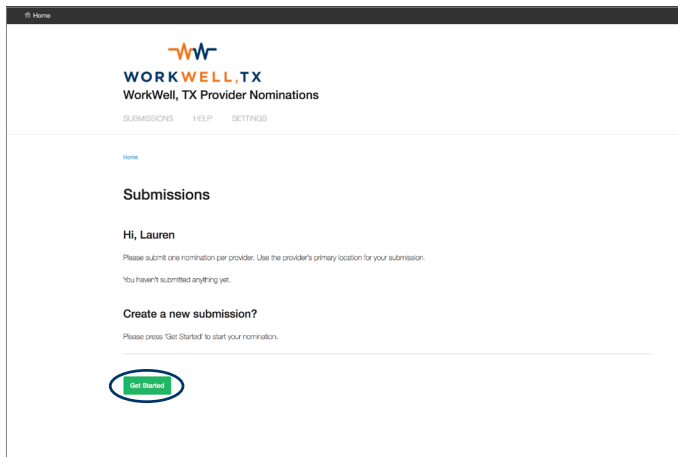 Home
WORKWELL,TX
WorkWell, TX Provider Nominations
SUBMISSIONS HELP SETTINGS
Home
Submissions
Hi, Lauren
Please submit one nomination per provider. Use the provider's primary location for your submission.
You haven't submitted anything yet.
Create a new submission?
Please press 'Get Started' to start your nomination.
Get Started